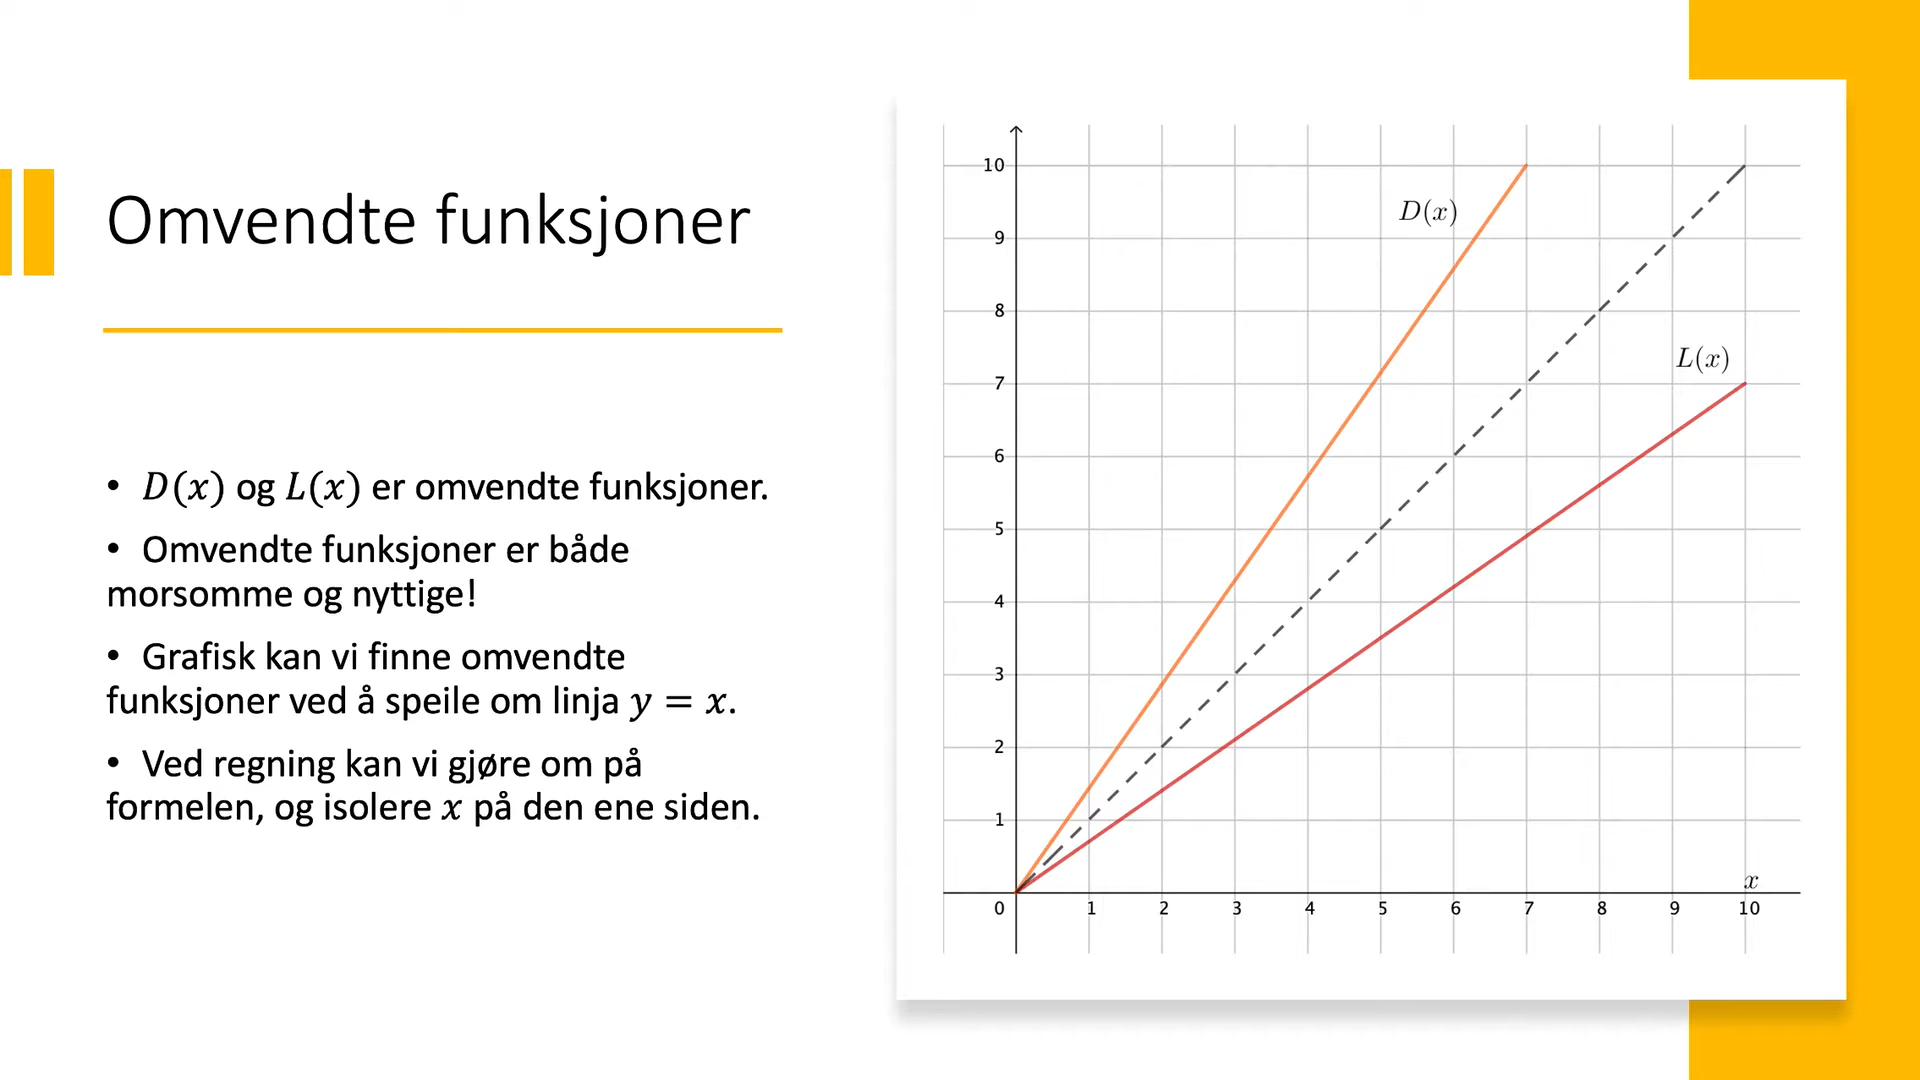 Omvendte funksjoner
• D(x) og L(x) er omvendte funksjoner.
• Omvendte funksjoner er både
morsomme og nyttige!
• Grafisk kan vi finne omvendte
funksjoner ved å speile om linja y = x.
• Ved regning kan vi gjøre om på
formelen, og isolere x på den ene siden.
10
9
8
7
6
5
4
3
2
1
D(x)
L(x)
x
0 1 2 3 4 5 6 7 8 9 10